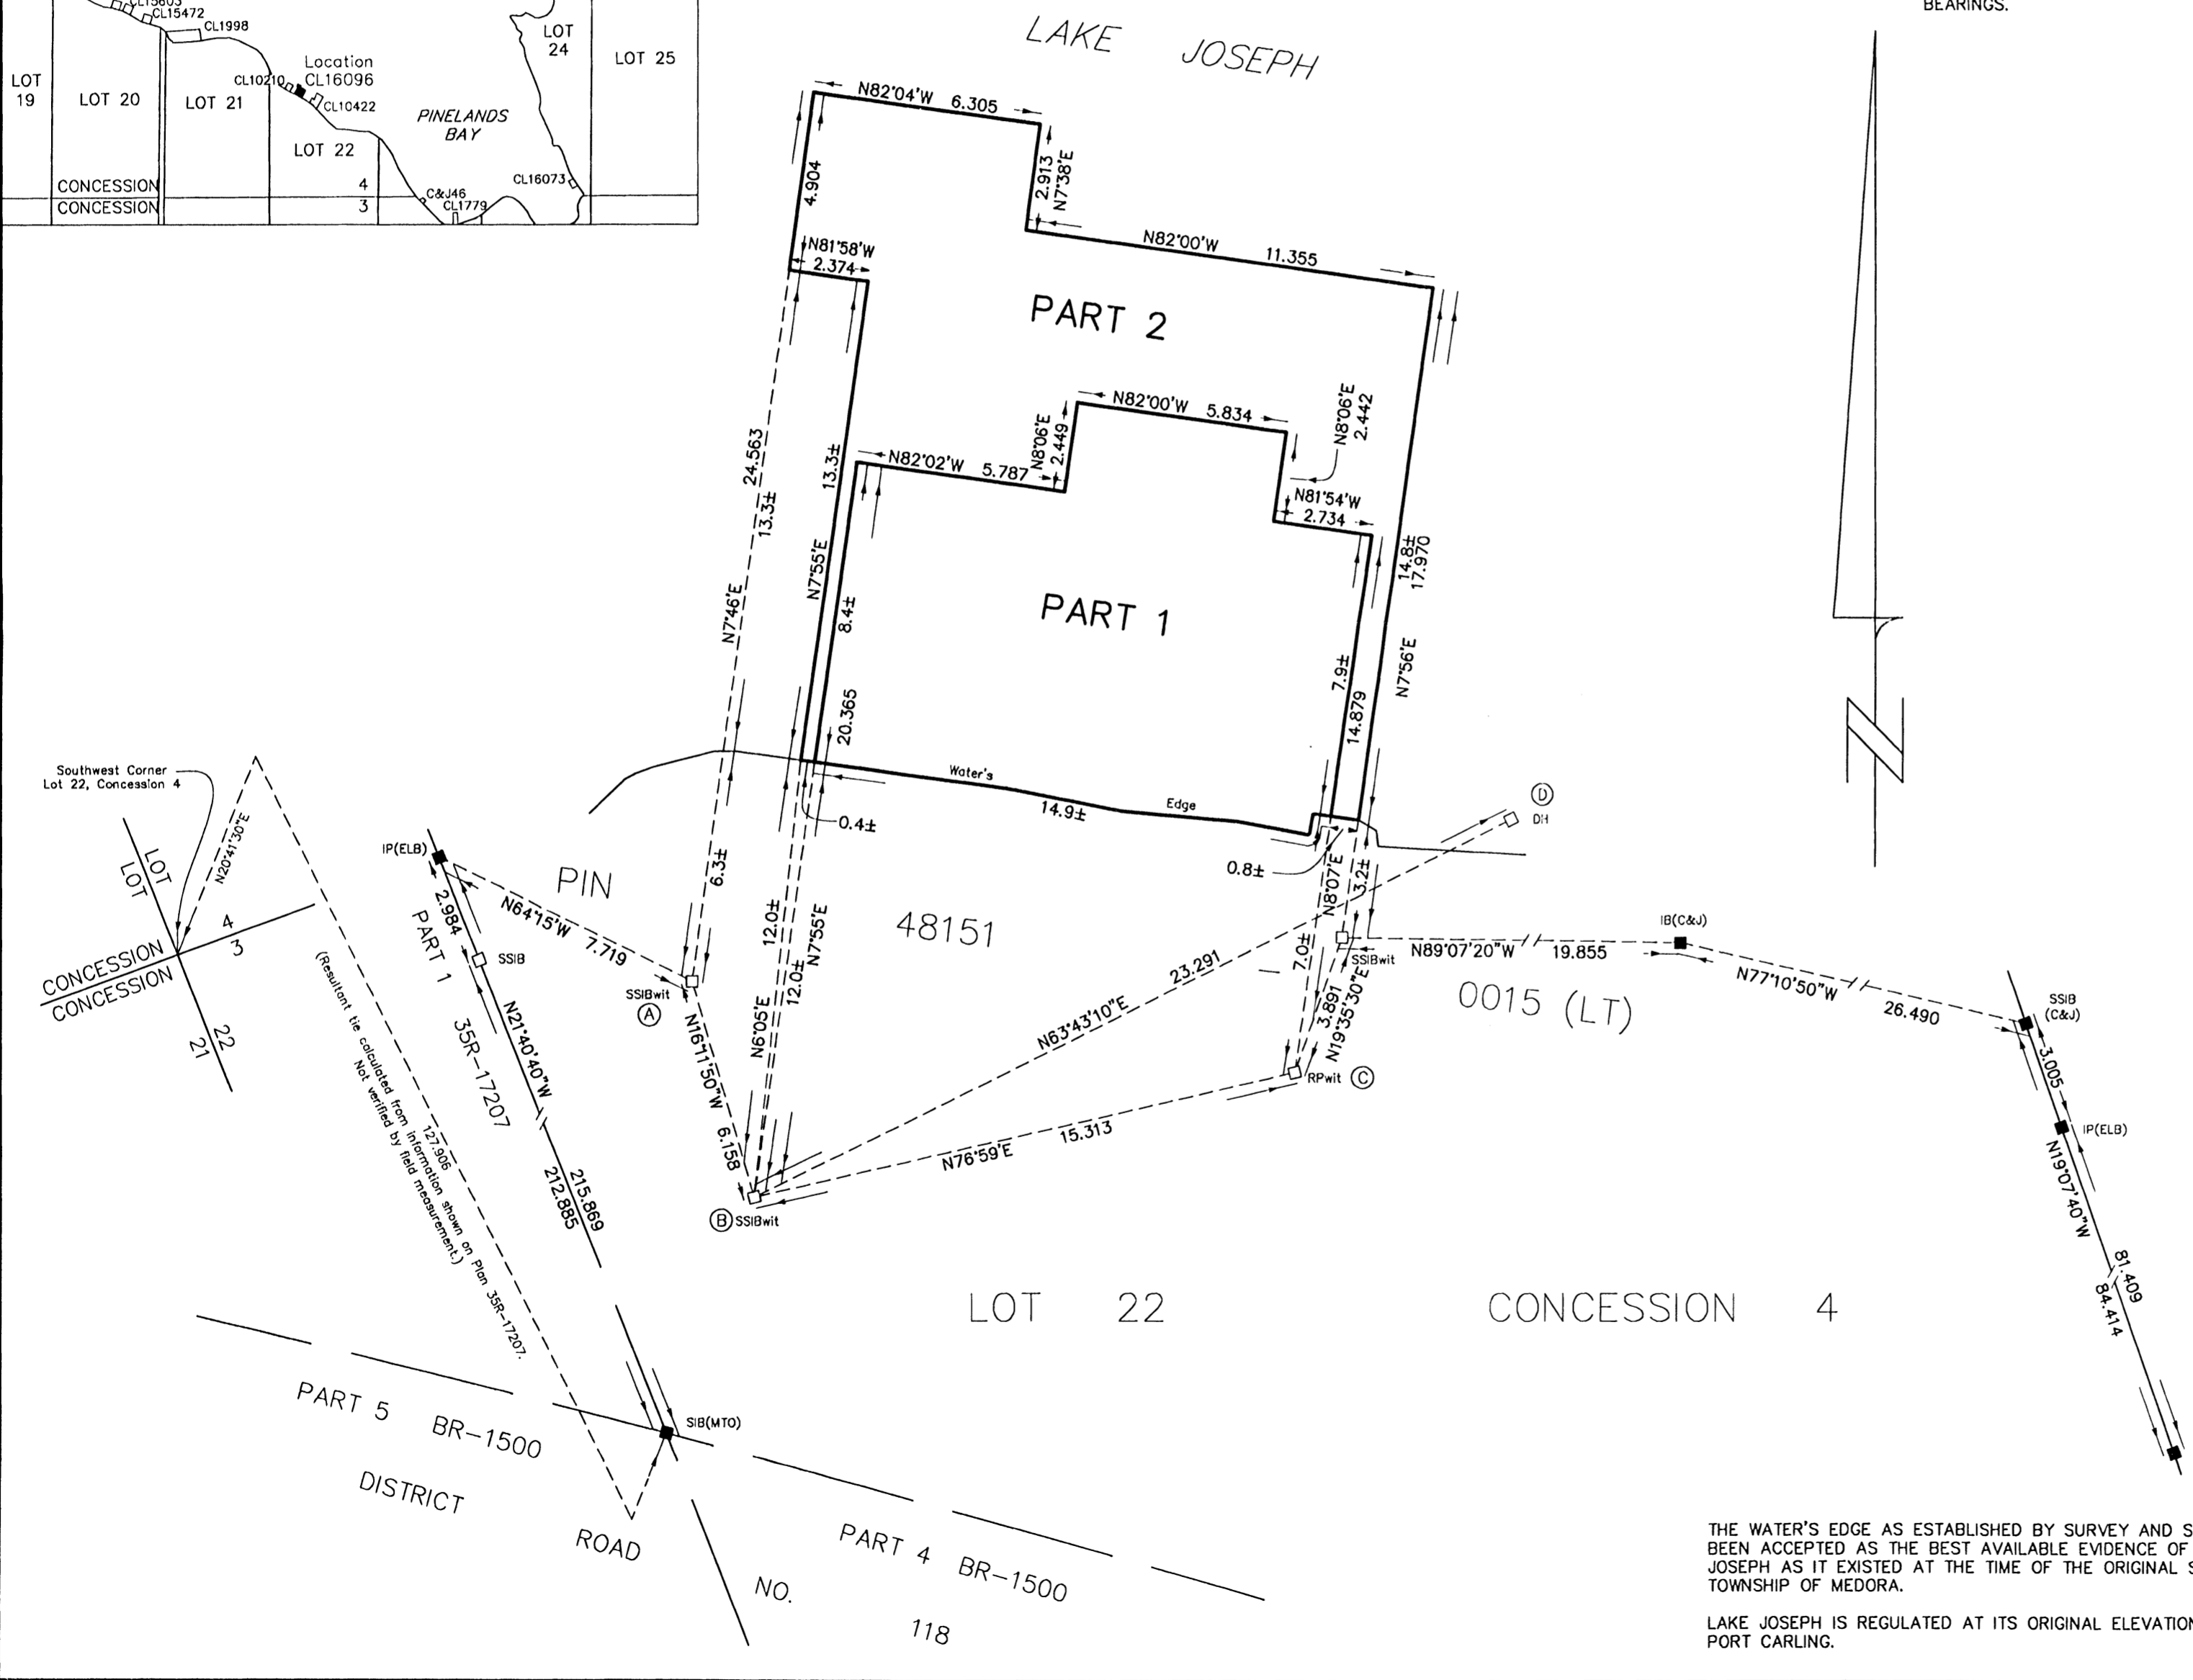 BEARINGS.
CL15472
CL1998
LOT
19
LOT 20
LOT 21
LOT 22
LOT
24
LOT 25
Location
CL16096
CL10210
CL10422
PINELANDS
BAY
CL16073
CONCESSION
4
CONCESSION
3
C&J46
CL1779
LAKE JOSEPH
N82°04'W 6.305
4.904
2.913
N7°38'E
N81°58'W
2.374
N82°00'W 11.355
PART 2
N82°00'W 5.834
N8°06'E
2.442
N8°06'E
2.449
N82°02'W 5.787
N81°54'W
2.734
24.563
13.3±
13.3±
N7°55'E
N7°46'E
8.4±
20.365
PART 1
7.9±
14.879
14.8±
17.970
N7°56'E
Water's
Edge
14.9±
0.4±
0.8±
Southwest Corner
Lot 22, Concession 4
N20°41'30"E
LOT
LOT
CONCESSION 4
CONCESSION 3
22
21
IP(ELB)
2.984
SSIB
PART 1 35R-17207
N21°40'40"W
215.869
212.885
PIN
48151
0015 (LT)
N64°15'W 7.719
6.3±
SSIBwit
A
N16°11'50"W 6.158
12.0±
N6°05'E
12.0±
N7°55'E
B SSIBwit
N63°43'10"E 23.291
N76°59'E 15.313
D
DH
N8°07'E
3.2±
7.0±
3.891
N19°35'30"E
SSIBwit
RPwit C
N89°07'20"W 19.855
IB(C&J)
N77°10'50"W 26.490
SSIB
(C&J)
3.005
IP(ELB)
N19°07'40"W
81.409
84.414
127.906
(Resultant tie calculated from information shown on Plan 35R-17207.
Not verified by field measurement.)
LOT 22 CONCESSION 4
SIB(MTO)
PART 5 BR-1500
DISTRICT
ROAD
PART 4 BR-1500
NO.
118
THE WATER'S EDGE AS ESTABLISHED BY SURVEY AND S
BEEN ACCEPTED AS THE BEST AVAILABLE EVIDENCE OF
JOSEPH AS IT EXISTED AT THE TIME OF THE ORIGINAL S
TOWNSHIP OF MEDORA.
LAKE JOSEPH IS REGULATED AT ITS ORIGINAL ELEVATION
PORT CARLING.